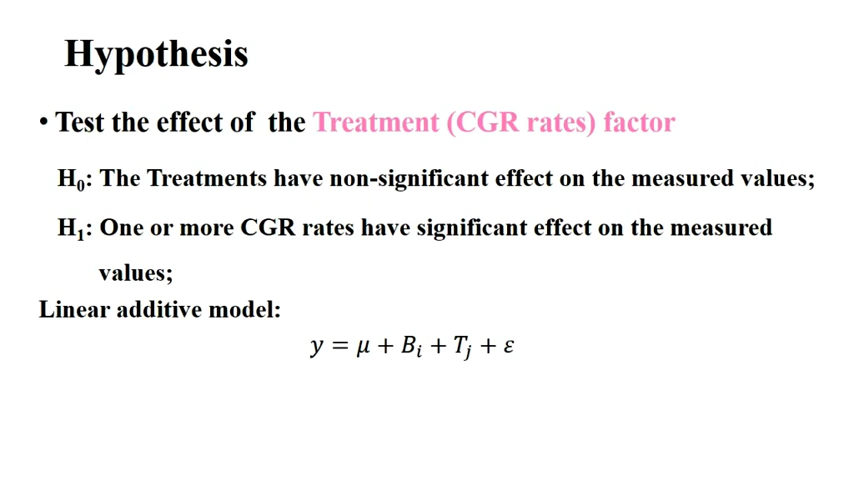 Hypothesis
• Test the effect of the Treatment (CGR rates) factor
H₀: The Treatments have non-significant effect on the measured values;
H₁: One or more CGR rates have significant effect on the measured
values;
Linear additive model:
𝑦 = 𝜇 + 𝐵ᵢ + 𝑇ⱼ + 𝜀